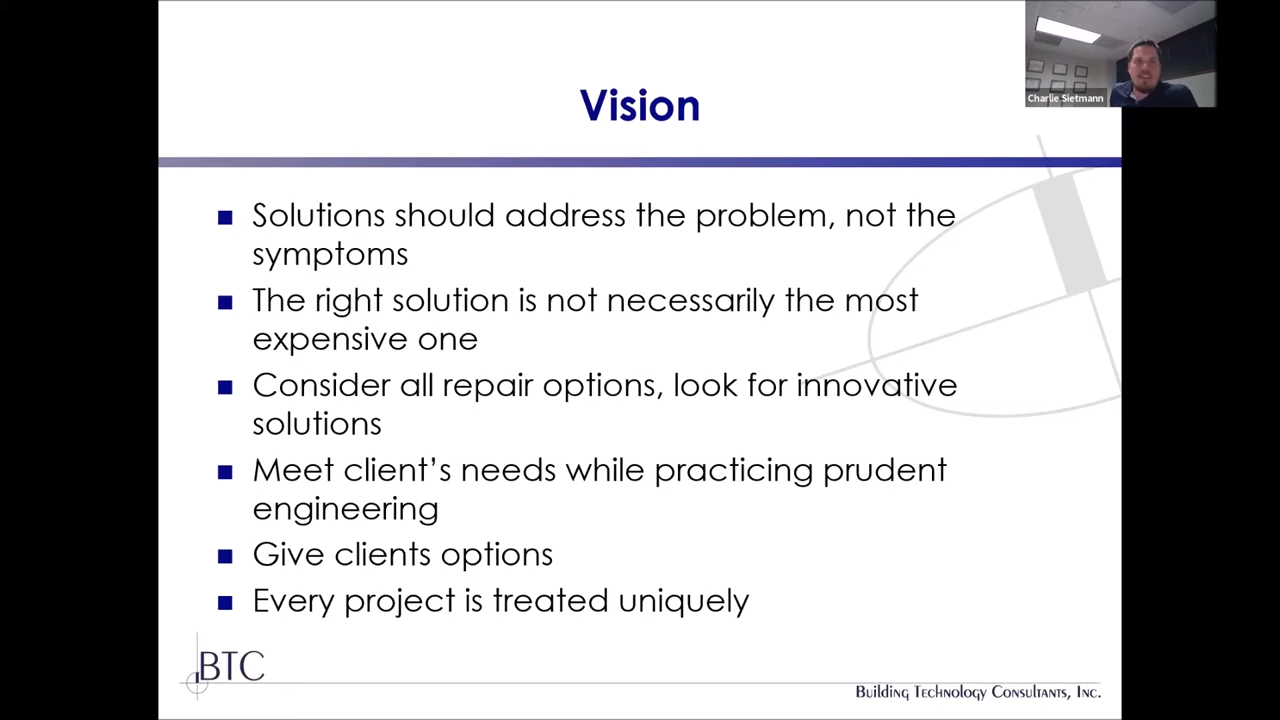 Charlie Sietmann
Vision
■ Solutions should address the problem, not the
symptoms
■ The right solution is not necessarily the most
expensive one
■ Consider all repair options, look for innovative
solutions
■ Meet client’s needs while practicing prudent
engineering
■ Give clients options
■ Every project is treated uniquely
BTC
Building Technology Consultants, Inc.